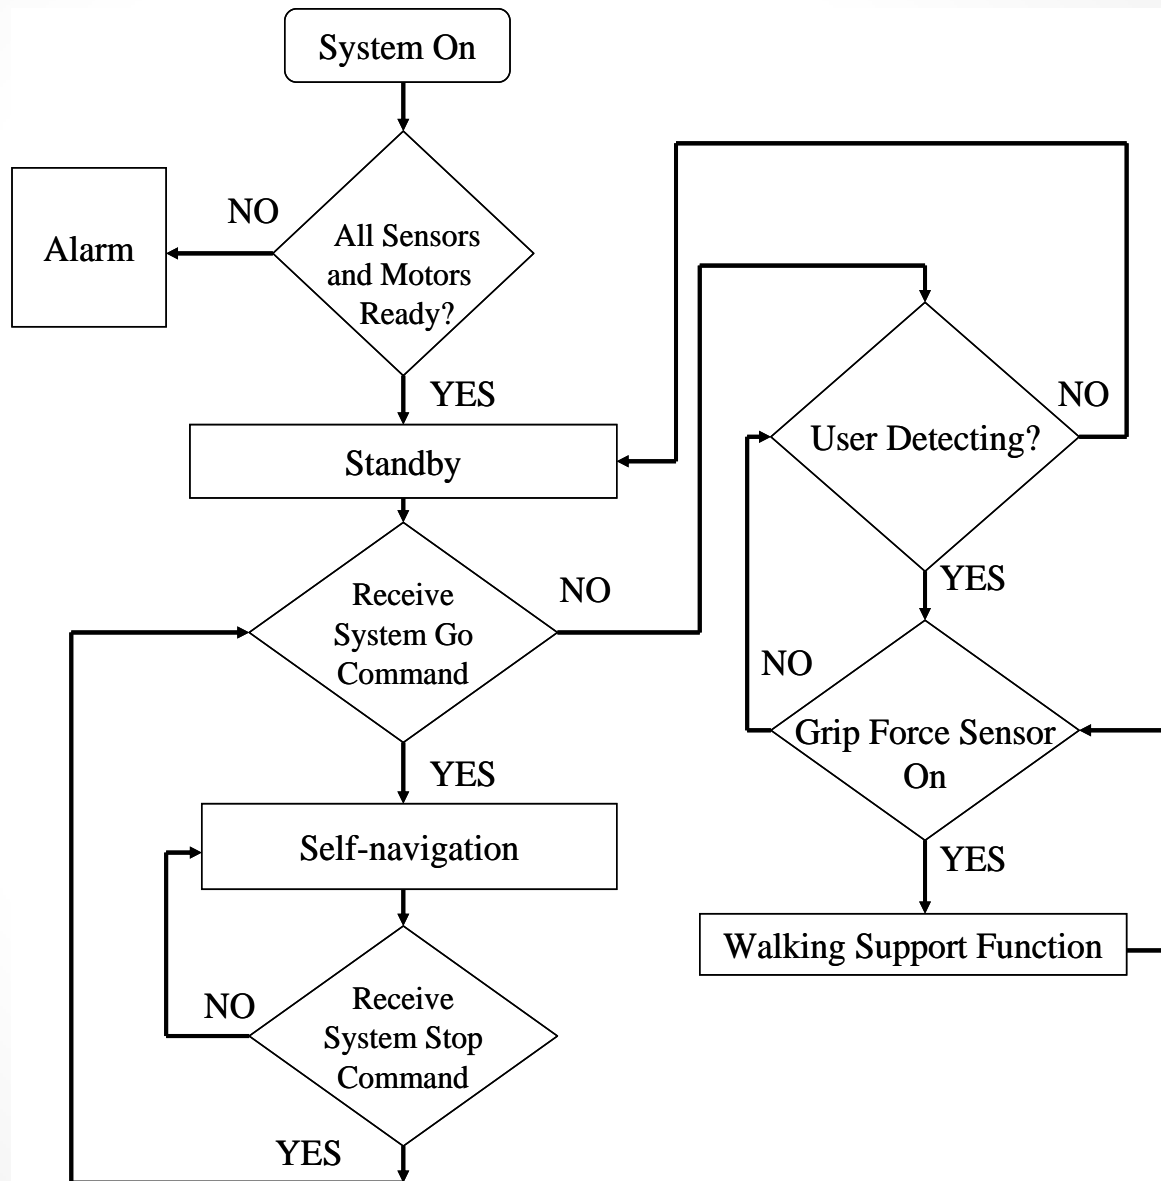 System On
NO
Alarm
All Sensors
and Motors
Ready?
YES
Standby
Receive
System Go
Command
NO
YES
Self-navigation
NO
Receive
System Stop
Command
YES
User Detecting?
NO
YES
NO
Grip Force Sensor
On
YES
Walking Support Function